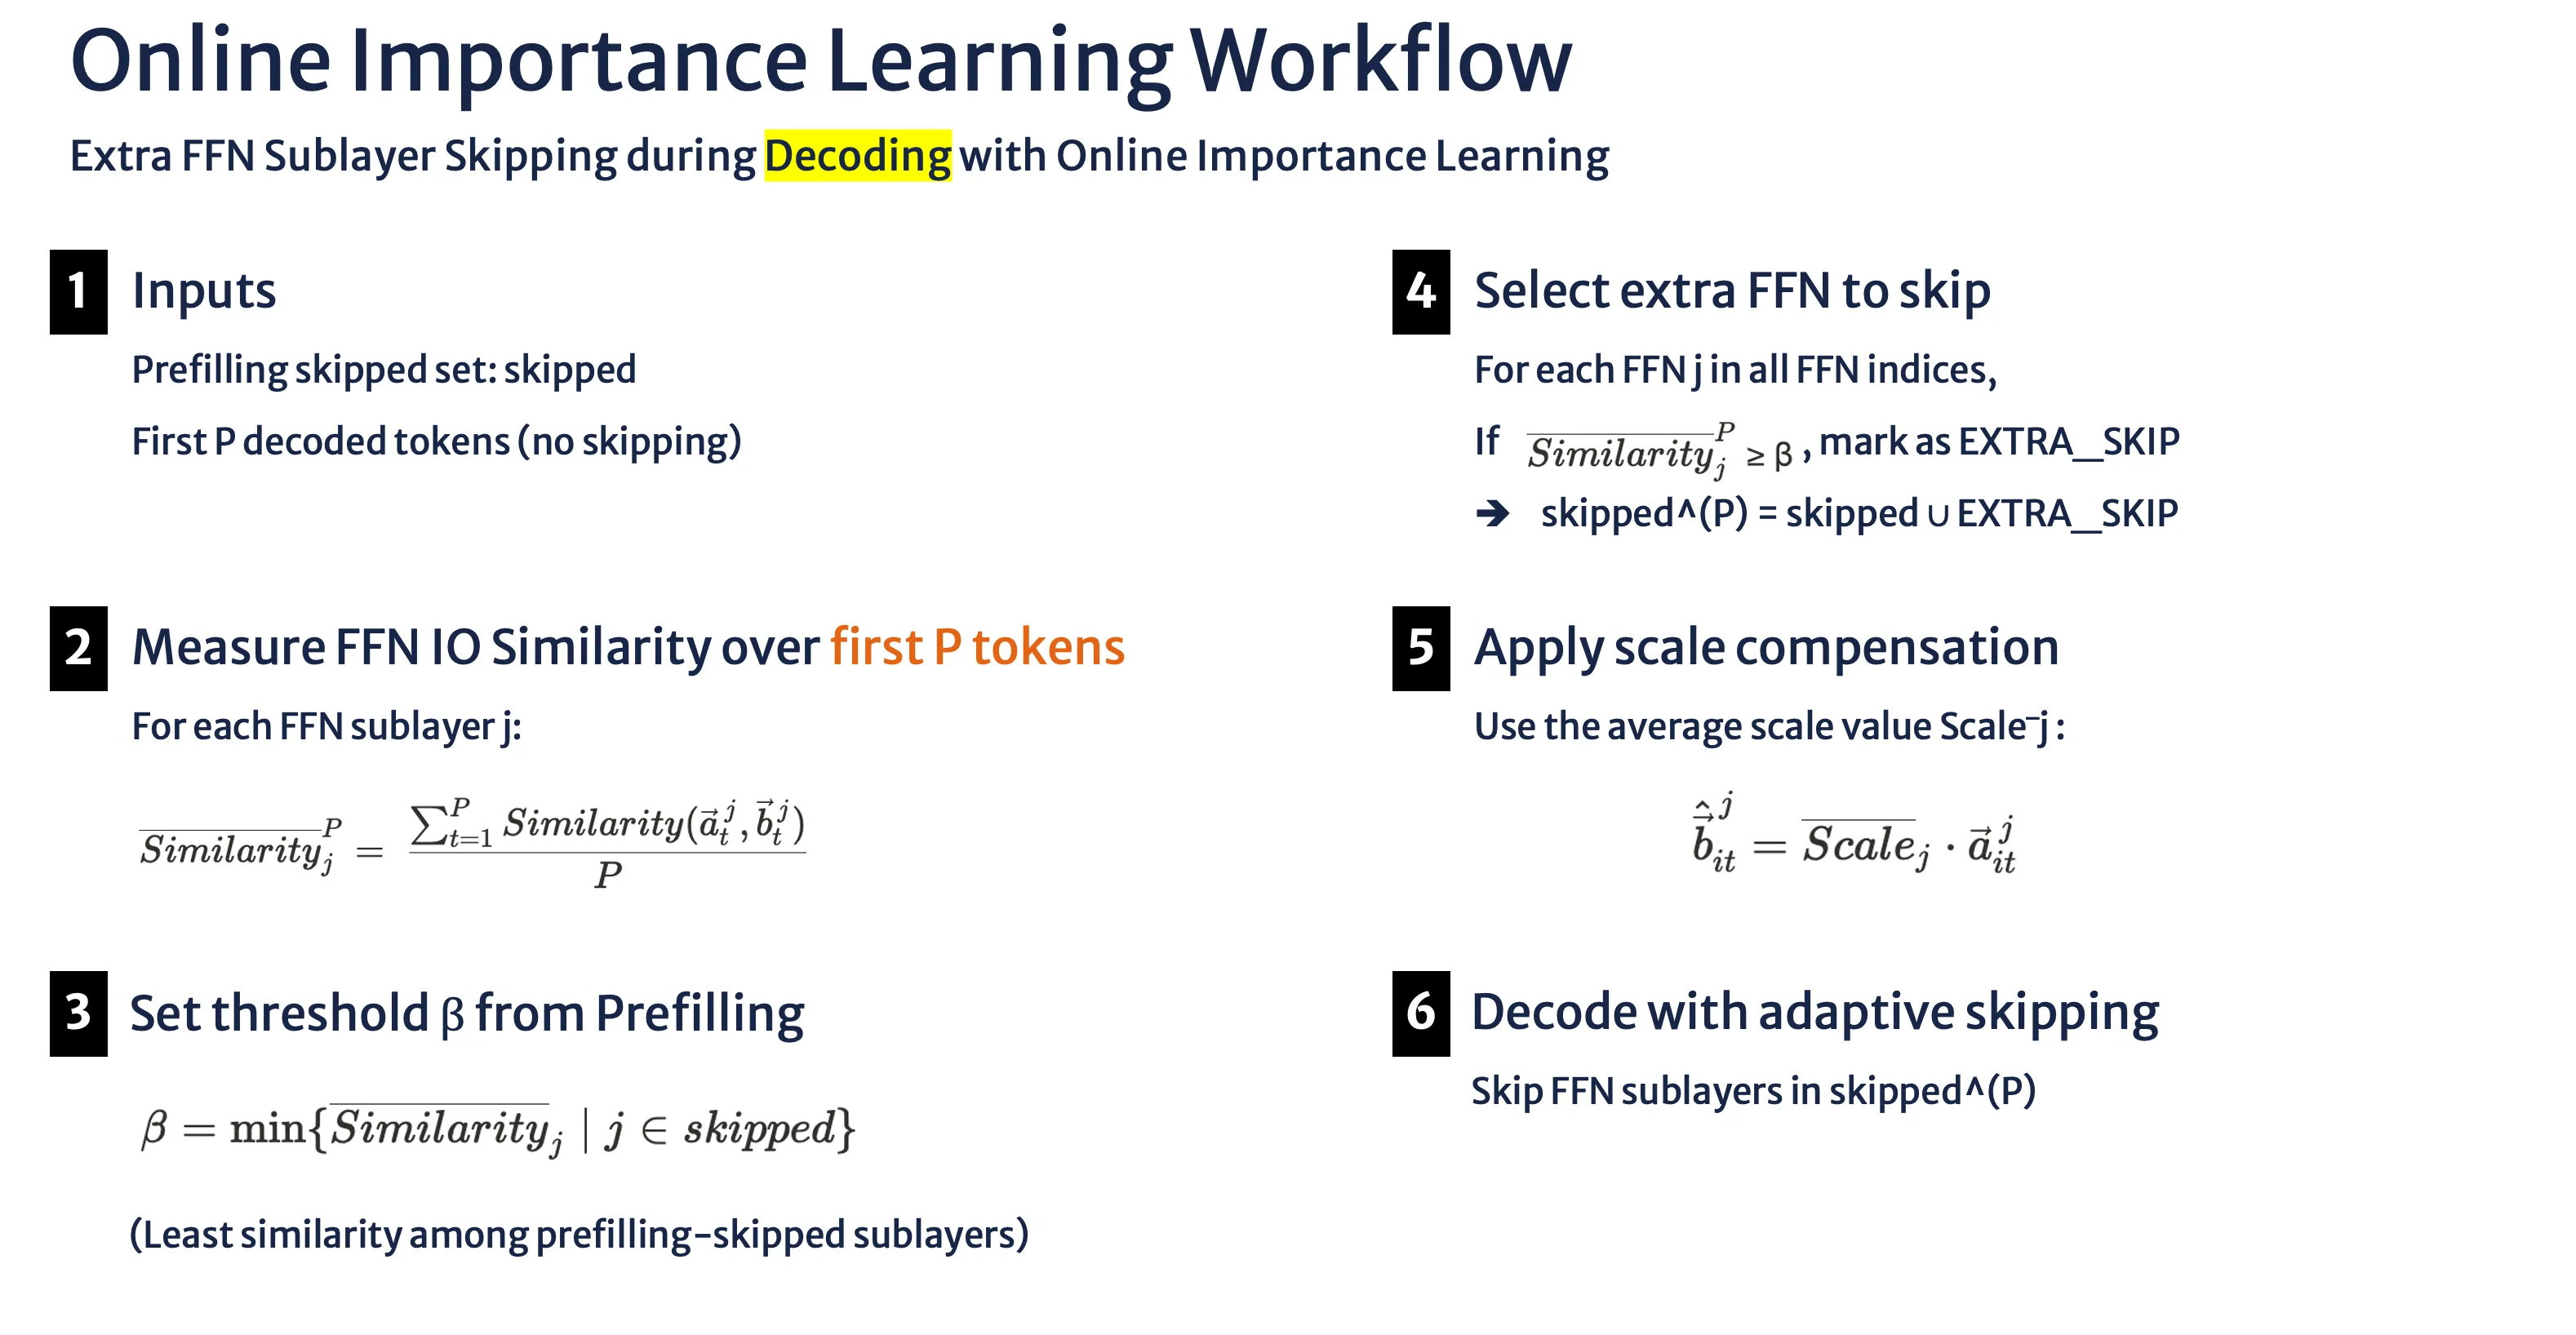 Online Importance Learning Workflow
Extra FFN Sublayer Skipping during Decoding with Online Importance Learning
1 Inputs
Prefilling skipped set: skipped
First P decoded tokens (no skipping)
2 Measure FFN IO Similarity over first P tokens
For each FFN sublayer j:
$\overline{Similarity}_j^P = \frac{\sum_{t=1}^{P} Similarity(\vec{a}_t^j, \vec{b}_t^j)}{P}$
3 Set threshold β from Prefilling
$\beta = \min\{\overline{Similarity}_j \mid j \in skipped\}$
(Least similarity among prefilling-skipped sublayers)
4 Select extra FFN to skip
For each FFN j in all FFN indices,
If $\overline{Similarity}_j^P$ ≥ β , mark as EXTRA_SKIP
➔ skipped^(P) = skipped ∪ EXTRA_SKIP
5 Apply scale compensation
Use the average scale value Scale¯j :
$\hat{\vec{b}}_{it}^j = \overline{Scale}_j \cdot \vec{a}_{it}^j$
6 Decode with adaptive skipping
Skip FFN sublayers in skipped^(P)